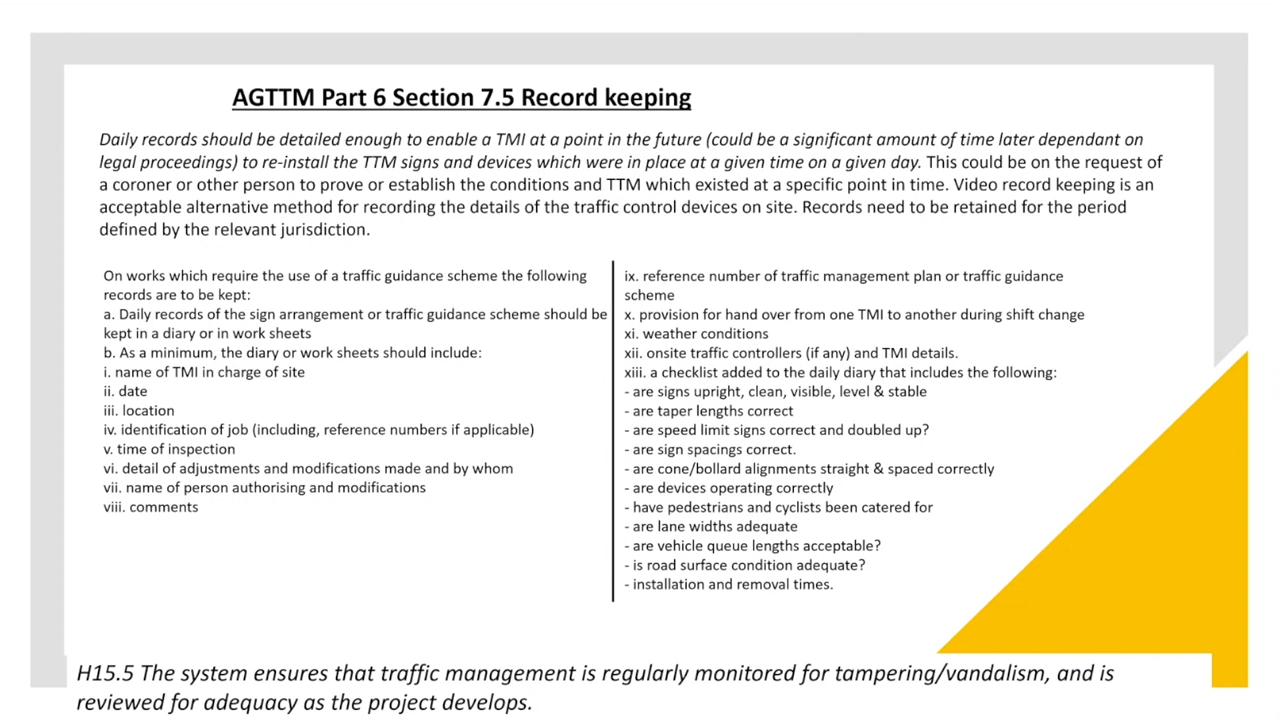 AGTTM Part 6 Section 7.5 Record keeping
Daily records should be detailed enough to enable a TMI at a point in the future (could be a significant amount of time later dependant on
legal proceedings) to re-install the TTM signs and devices which were in place at a given time on a given day. This could be on the request of
a coroner or other person to prove or establish the conditions and TTM which existed at a specific point in time. Video record keeping is an
acceptable alternative method for recording the details of the traffic control devices on site. Records need to be retained for the period
defined by the relevant jurisdiction.
On works which require the use of a traffic guidance scheme the following
records are to be kept:
a. Daily records of the sign arrangement or traffic guidance scheme should be
kept in a diary or in work sheets
b. As a minimum, the diary or work sheets should include:
i. name of TMI in charge of site
ii. date
iii. location
iv. identification of job (including, reference numbers if applicable)
v. time of inspection
vi. detail of adjustments and modifications made and by whom
vii. name of person authorising and modifications
viii. comments
ix. reference number of traffic management plan or traffic guidance
scheme
x. provision for hand over from one TMI to another during shift change
xi. weather conditions
xii. onsite traffic controllers (if any) and TMI details.
xiii. a checklist added to the daily diary that includes the following:
- are signs upright, clean, visible, level & stable
- are taper lengths correct
- are speed limit signs correct and doubled up?
- are sign spacings correct.
- are cone/bollard alignments straight & spaced correctly
- are devices operating correctly
- have pedestrians and cyclists been catered for
- are lane widths adequate
- are vehicle queue lengths acceptable?
- is road surface condition adequate?
- installation and removal times.
H15.5 The system ensures that traffic management is regularly monitored for tampering/vandalism, and is
reviewed for adequacy as the project develops.